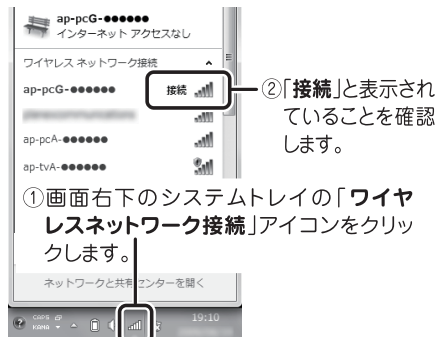 ap-pcG-●●●●●●
インターネット アクセスなし
ワイヤレス ネットワーク接続
ap-pcG-●●●●●●
接続
②「接続」と表示され
ていることを確認
します。
ap-pcA-●●●●●●
ap-tvA-●●●●●●
①画面右下のシステムトレイの「ワイヤ
レスネットワーク接続」アイコンをクリッ
クします。
ネットワークと共有センターを開く
CAPS
KANA
19:10